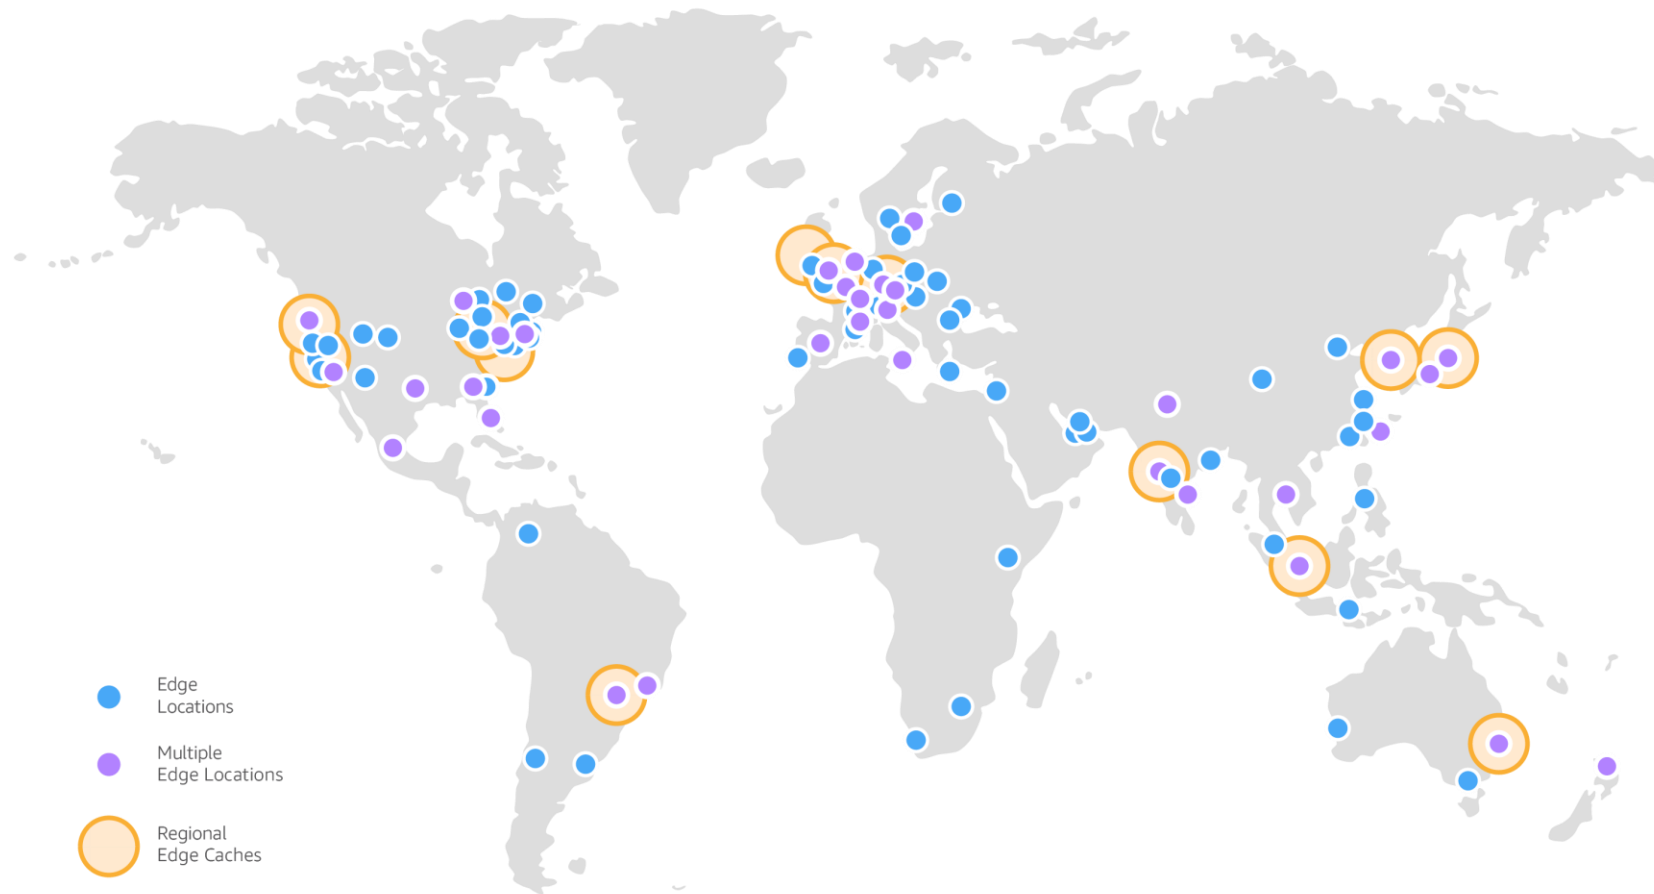 Edge
Locations
Multiple
Edge Locations
Regional
Edge Caches